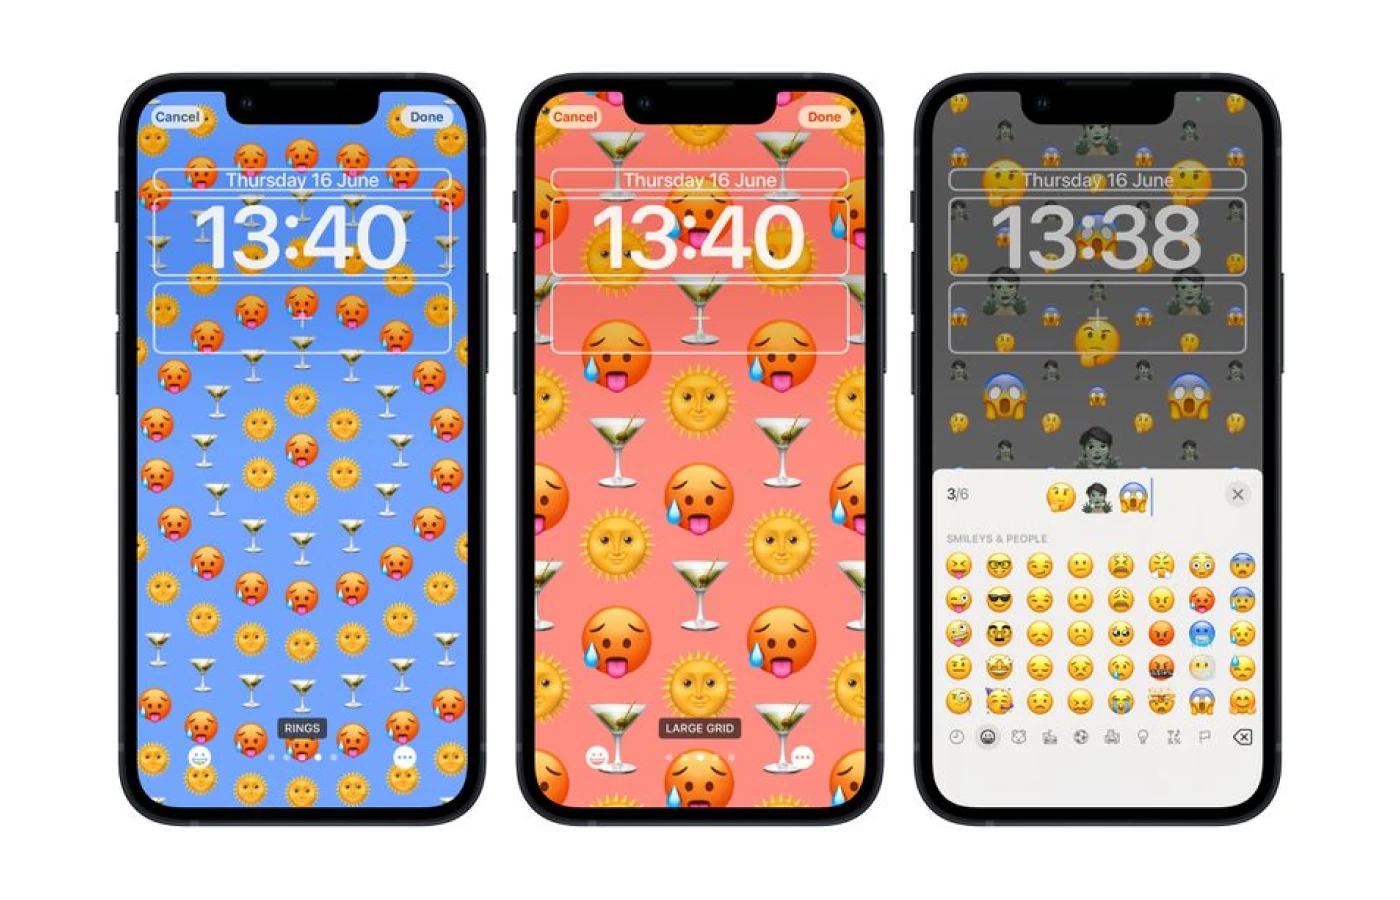 Cancel
Done
Thursday 16 June
13:40
RINGS
Cancel
Done
Thursday 16 June
13:40
LARGE GRID
Thursday 16 June
13:38
3/6
SMILEYS & PEOPLE